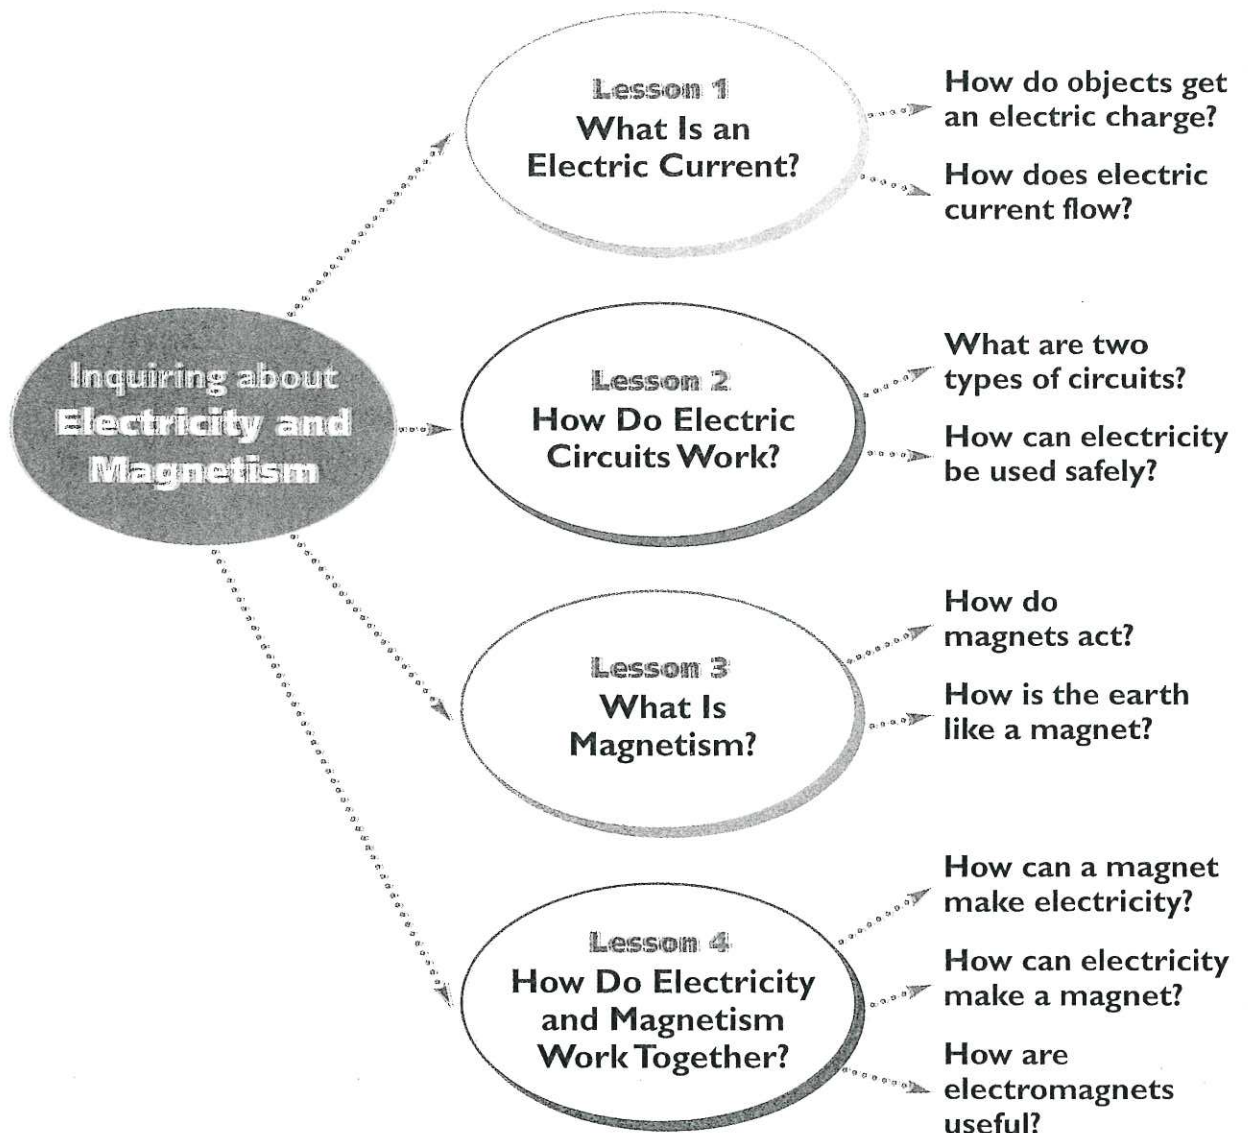 Inquiring about
Electricity and
Magnetism
Lesson 1
What Is an
Electric Current?
How do objects get
an electric charge?
How does electric
current flow?
Lesson 2
How Do Electric
Circuits Work?
What are two
types of circuits?
How can electricity
be used safely?
Lesson 3
What Is
Magnetism?
How do
magnets act?
How is the earth
like a magnet?
Lesson 4
How Do Electricity
and Magnetism
Work Together?
How can a magnet
make electricity?
How can electricity
make a magnet?
How are
electromagnets
useful?